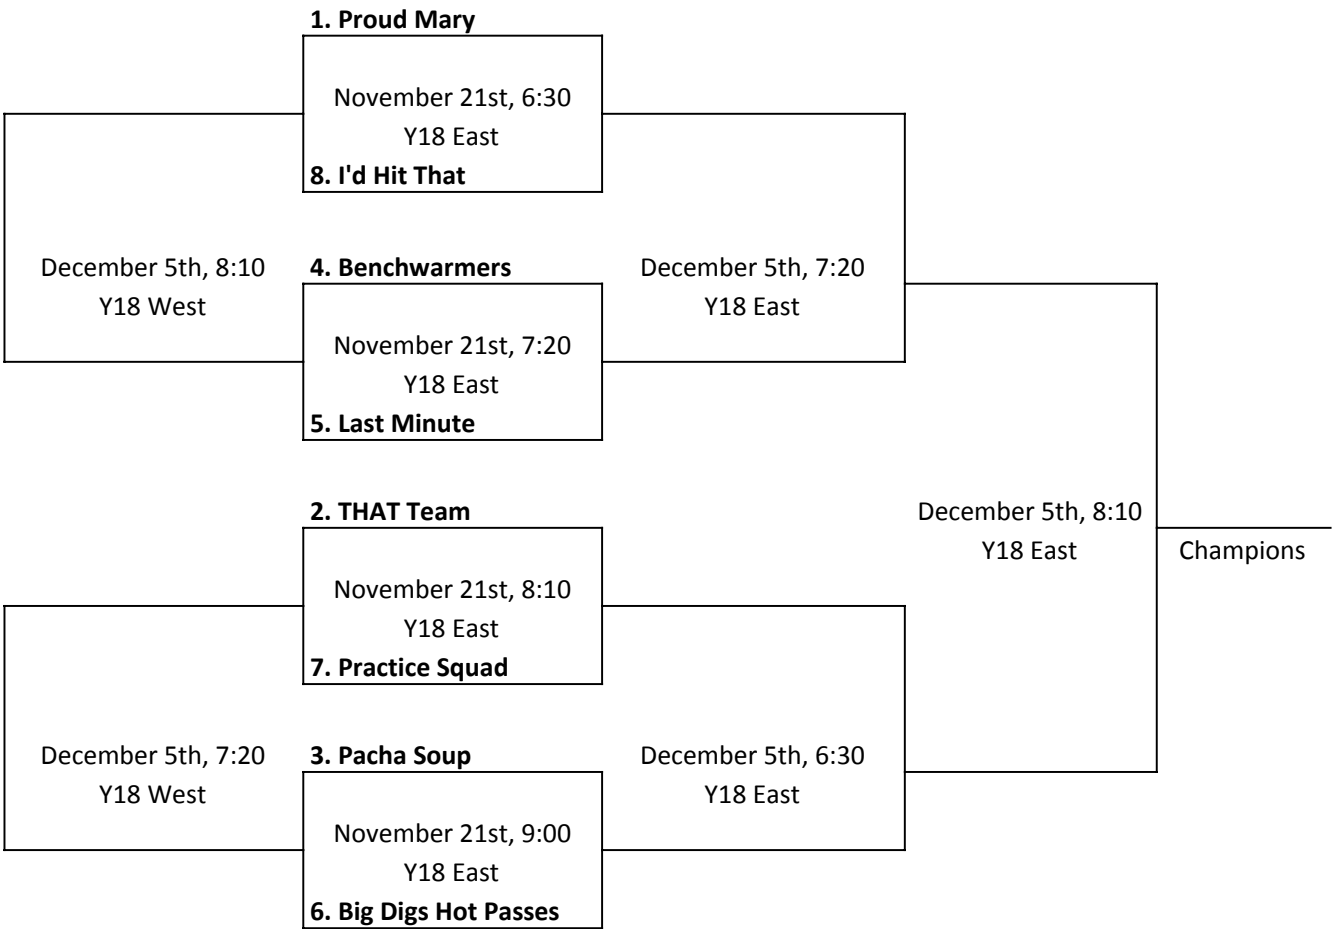 1. Proud Mary
November 21st, 6:30
Y18 East
8. I'd Hit That
December 5th, 8:10
Y18 West
4. Benchwarmers
December 5th, 7:20
Y18 East
November 21st, 7:20
Y18 East
5. Last Minute
2. THAT Team
December 5th, 8:10
Y18 East
Champions
November 21st, 8:10
Y18 East
7. Practice Squad
December 5th, 7:20
Y18 West
3. Pacha Soup
December 5th, 6:30
Y18 East
November 21st, 9:00
Y18 East
6. Big Digs Hot Passes